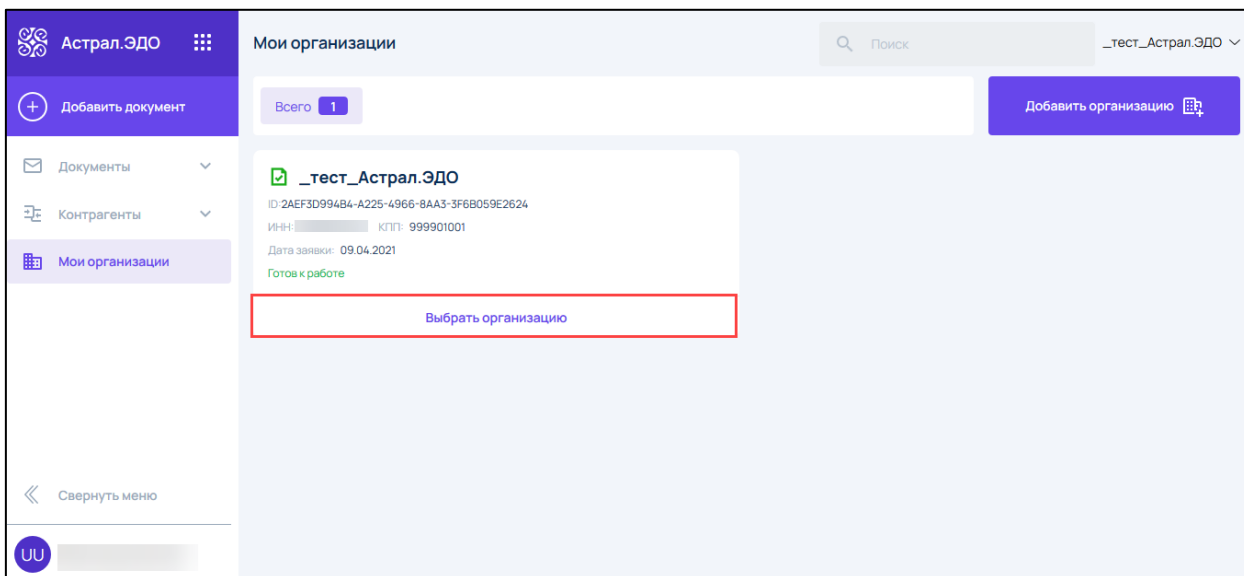 Астрал.ЭДО
Мои организации
Поиск
_тест_Астрал.ЭДО
Добавить документ
Всего 1
Добавить организацию
Документы
Контрагенты
Мои организации
_тест_Астрал.ЭДО
ID:2AEF3D994B4-A225-4966-8AA3-3F6B059E2624
ИНН: КПП: 999901001
Дата заявки: 09.04.2021
Готов к работе
Выбрать организацию
Свернуть меню
UU